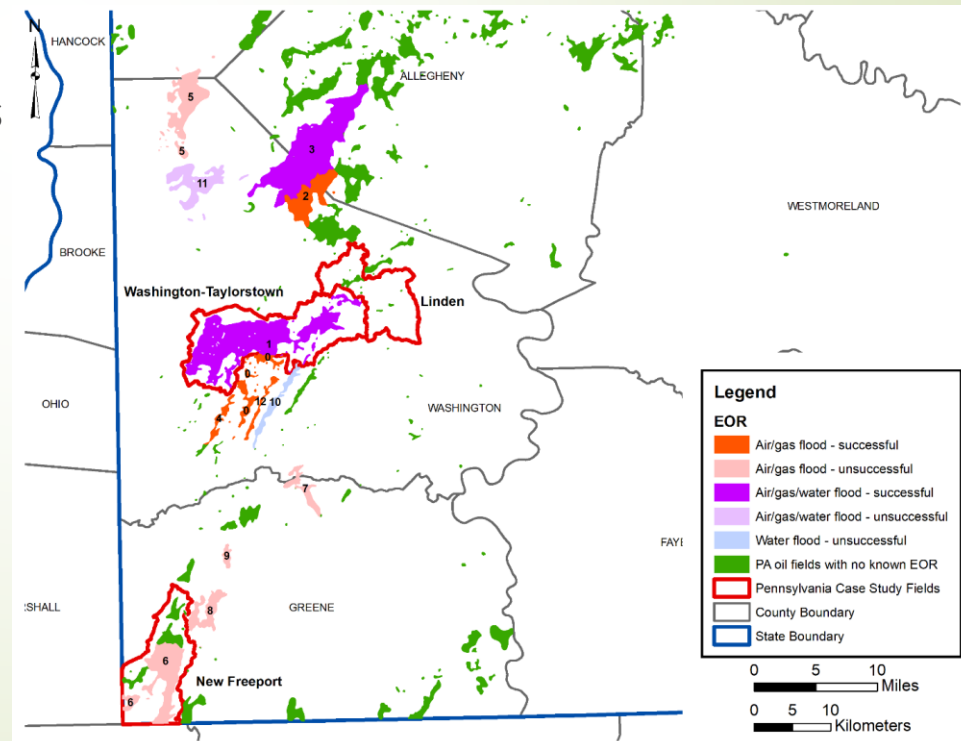 N
HANCOCK
ALLEGHENY
5
3
5
11
2
WESTMORELAND
BROOKE
Washington-Taylorstown
Linden
1
0
0
OHIO
12 10
4
0
WASHINGTON
7
9
8
GREENE
6
New Freeport
6
Legend
EOR
Air/gas flood - successful
Air/gas flood - unsuccessful
Air/gas/water flood - successful
Air/gas/water flood - unsuccessful
Water flood - unsuccessful
PA oil fields with no known EOR
Pennsylvania Case Study Fields
County Boundary
State Boundary
0 5 10
Miles
0 5 10
Kilometers